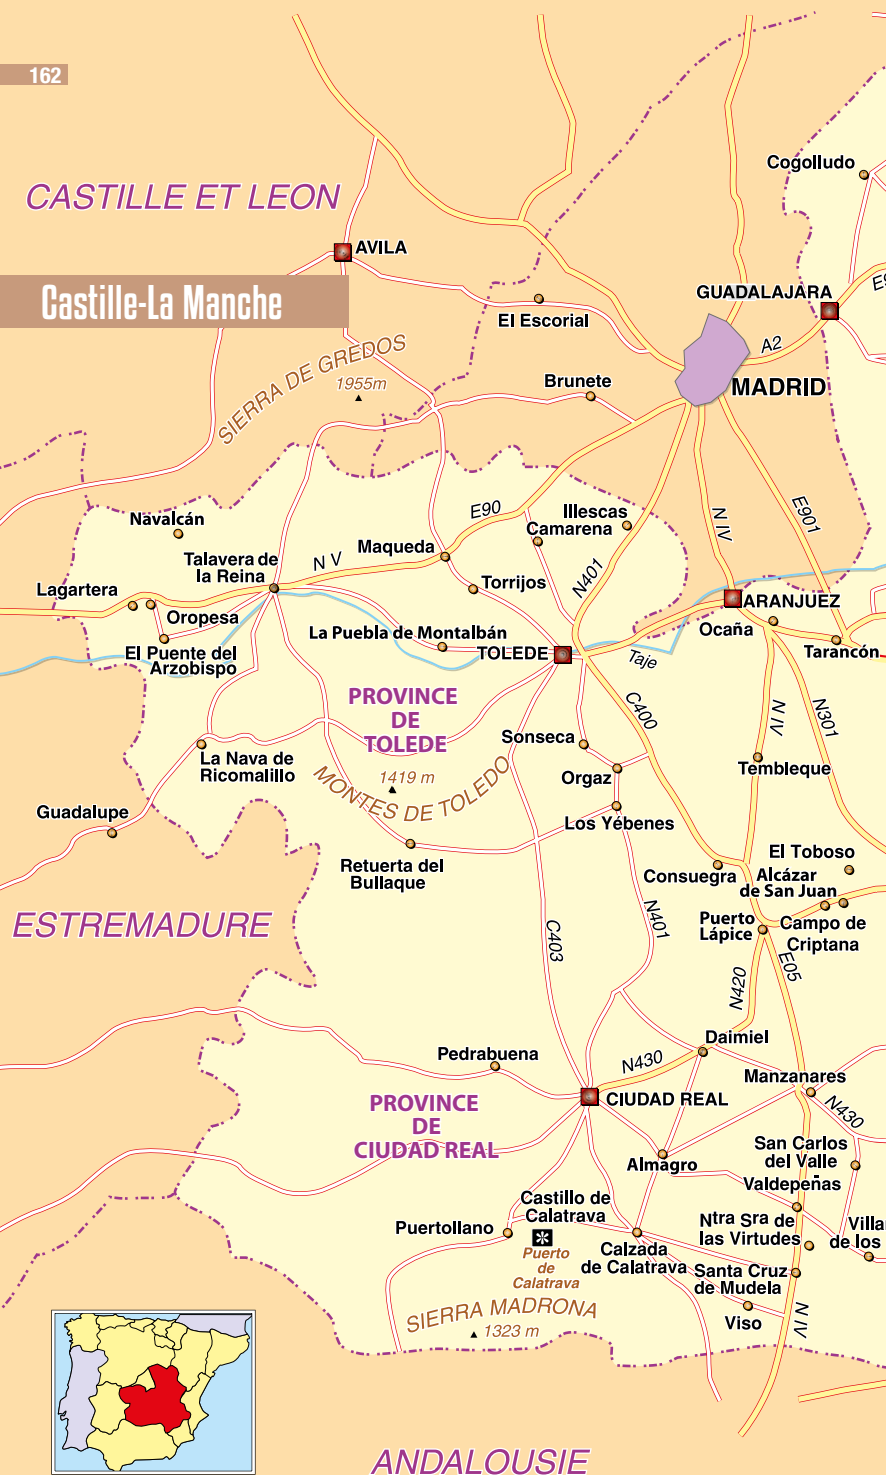 162
Cogolludo
CASTILLE ET LEON
AVILA
E9
Castille-La Manche
GUADALAJARA
El Escorial
A2
SIERRA DE GREDOS
1955m
Brunete
MADRID
E90
Illescas
Camarena
N IV
E901
Navalcán
Maqueda
N V
Talavera de
la Reina
Torrijos
N401
Lagartera
Oropesa
ARANJUEZ
Ocaña
La Puebla de Montalbán
El Puente del
Arzobispo
TOLEDE
Taje
Tarancón
PROVINCE
DE
TOLEDE
C400
N IV
N301
Sonseca
La Nava de
Ricomalillo
1419 m
MONTES DE TOLEDO
Orgaz
Tembleque
Guadalupe
Los Yébenes
Retuerta del
Bullaque
El Toboso
Consuegra
Alcázar
de San Juan
ESTREMADURE
C403
N401
Puerto
Lápice
Campo de
Criptana
E05
N420
Daimiel
Pedrabuena
N430
Manzanares
PROVINCE
DE
CIUDAD REAL
CIUDAD REAL
N430
San Carlos
del Valle
Almagro
Valdepeñas
Castillo de
Calatrava
Puertollano
Ntra Sra de
las Virtudes
Villa
de los
Puerto
de
Calatrava
Calzada
de Calatrava
Santa Cruz
de Mudela
SIERRA MADRONA
1323 m
Viso
N IV
ANDALOUSIE